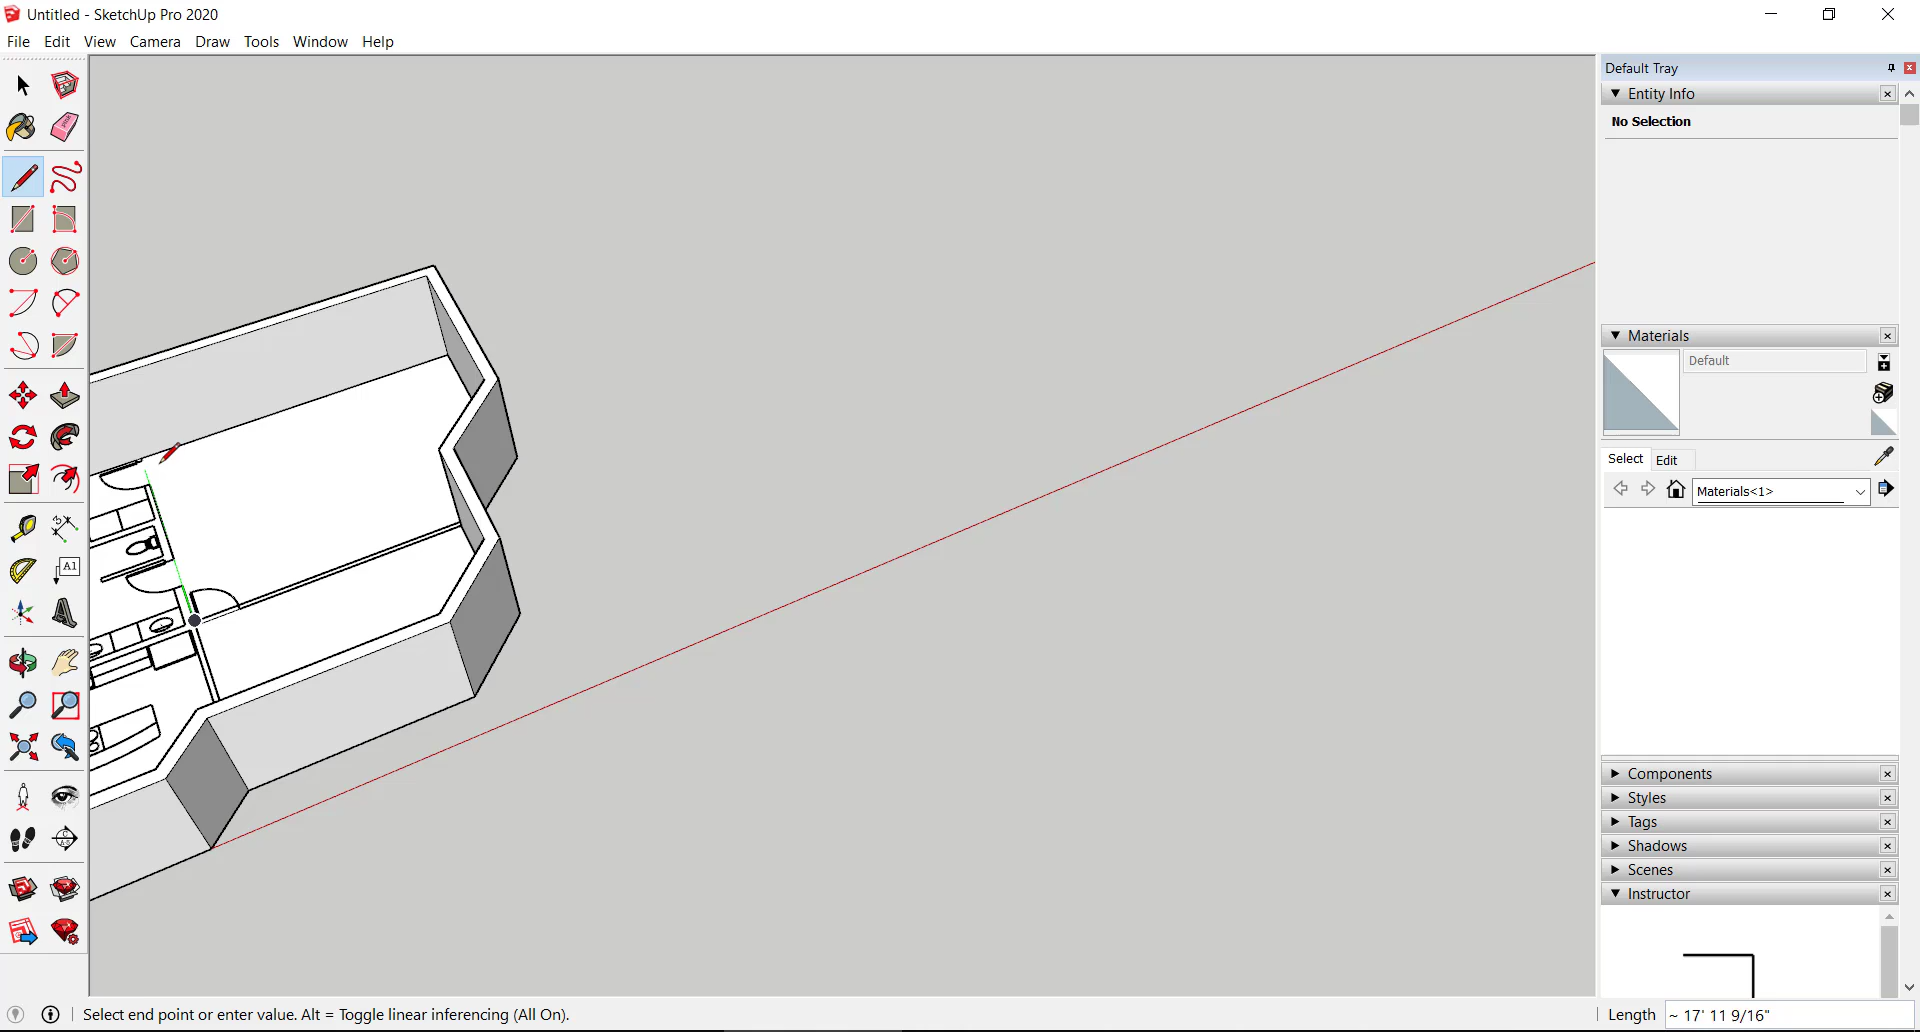 Untitled - SketchUp Pro 2020
File Edit View Camera Draw Tools Window Help
Default Tray
Entity Info
No Selection
Materials
Default
Select Edit
Materials<1>
A1
Components
Styles
Tags
Shadows
Scenes
Instructor
Select end point or enter value. Alt = Toggle linear inferencing (All On).
Length ~ 17' 11 9/16"